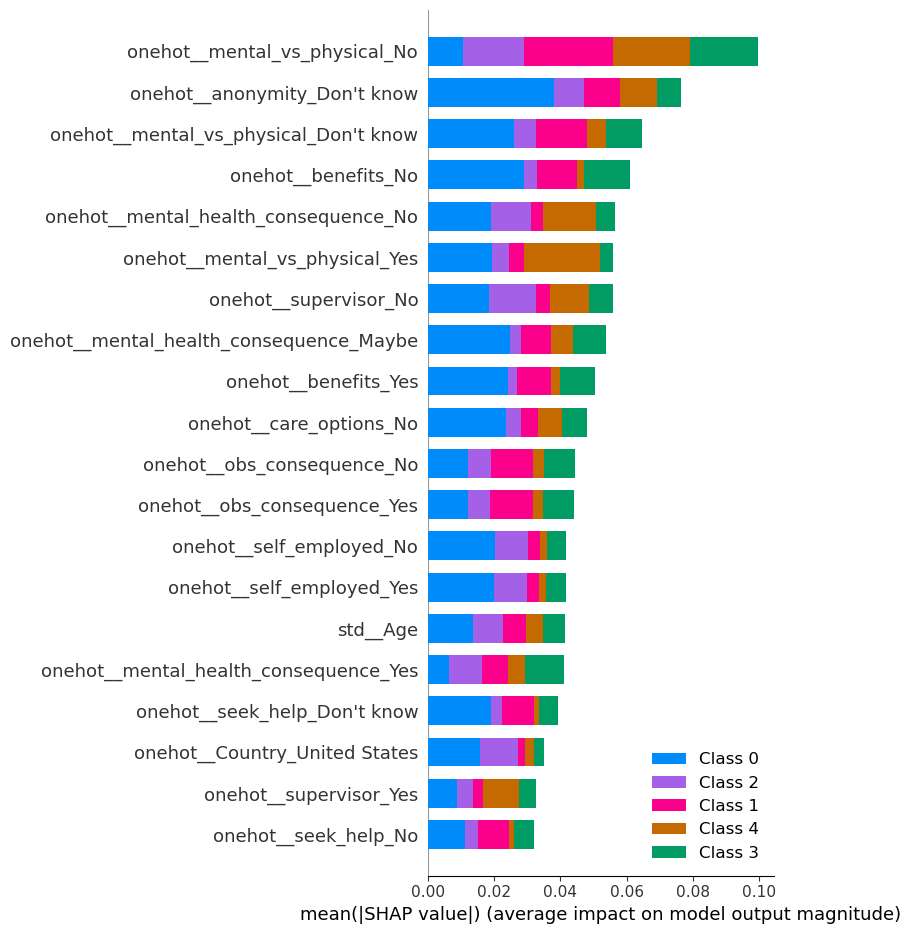 onehot__mental_vs_physical_No
onehot__anonymity_Don't know
onehot__mental_vs_physical_Don't know
onehot__benefits_No
onehot__mental_health_consequence_No
onehot__mental_vs_physical_Yes
onehot__supervisor_No
onehot__mental_health_consequence_Maybe
onehot__benefits_Yes
onehot__care_options_No
onehot__obs_consequence_No
onehot__obs_consequence_Yes
onehot__self_employed_No
onehot__self_employed_Yes
std__Age
onehot__mental_health_consequence_Yes
onehot__seek_help_Don't know
onehot__Country_United States
onehot__supervisor_Yes
onehot__seek_help_No
Class 0
Class 2
Class 1
Class 4
Class 3
0.00 0.02 0.04 0.06 0.08 0.10
mean(|SHAP value|) (average impact on model output magnitude)